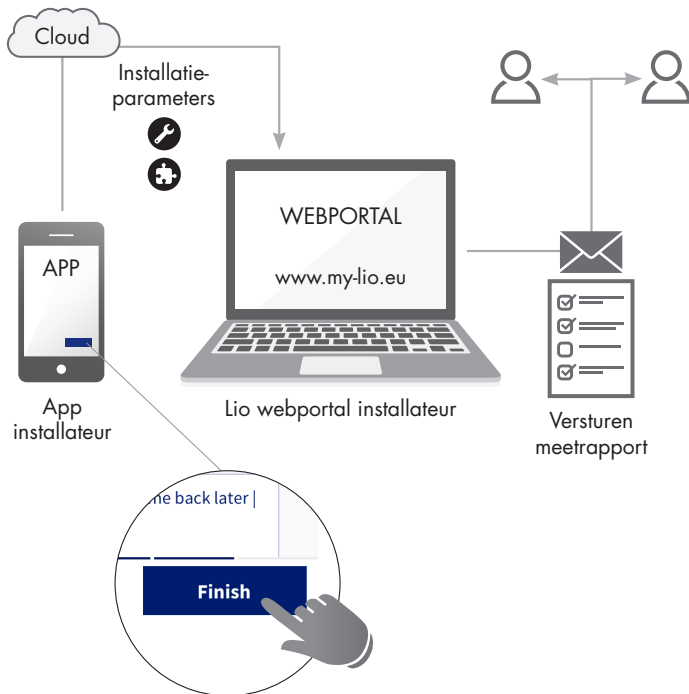 Cloud
Installatie-
parameters
WEBPORTAL
www.my-lio.eu
APP
App
installateur
Lio webportal installateur
Versturen
meetrapport
me back later |
Finish